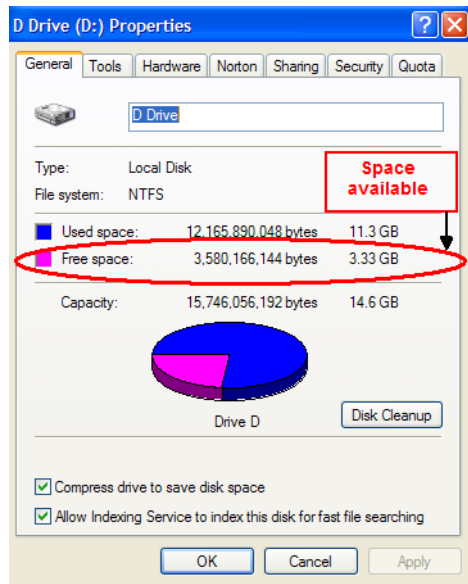 D Drive (D:) Properties
General Tools Hardware Norton Sharing Security Quota
D Drive
Type: Local Disk
File system: NTFS
Space
available
Used space: 12,165,890,048 bytes 11.3 GB
Free space: 3,580,166,144 bytes 3.33 GB
Capacity: 15,746,056,192 bytes 14.6 GB
Drive D
Disk Cleanup
Compress drive to save disk space
Allow Indexing Service to index this disk for fast file searching
OK Cancel Apply